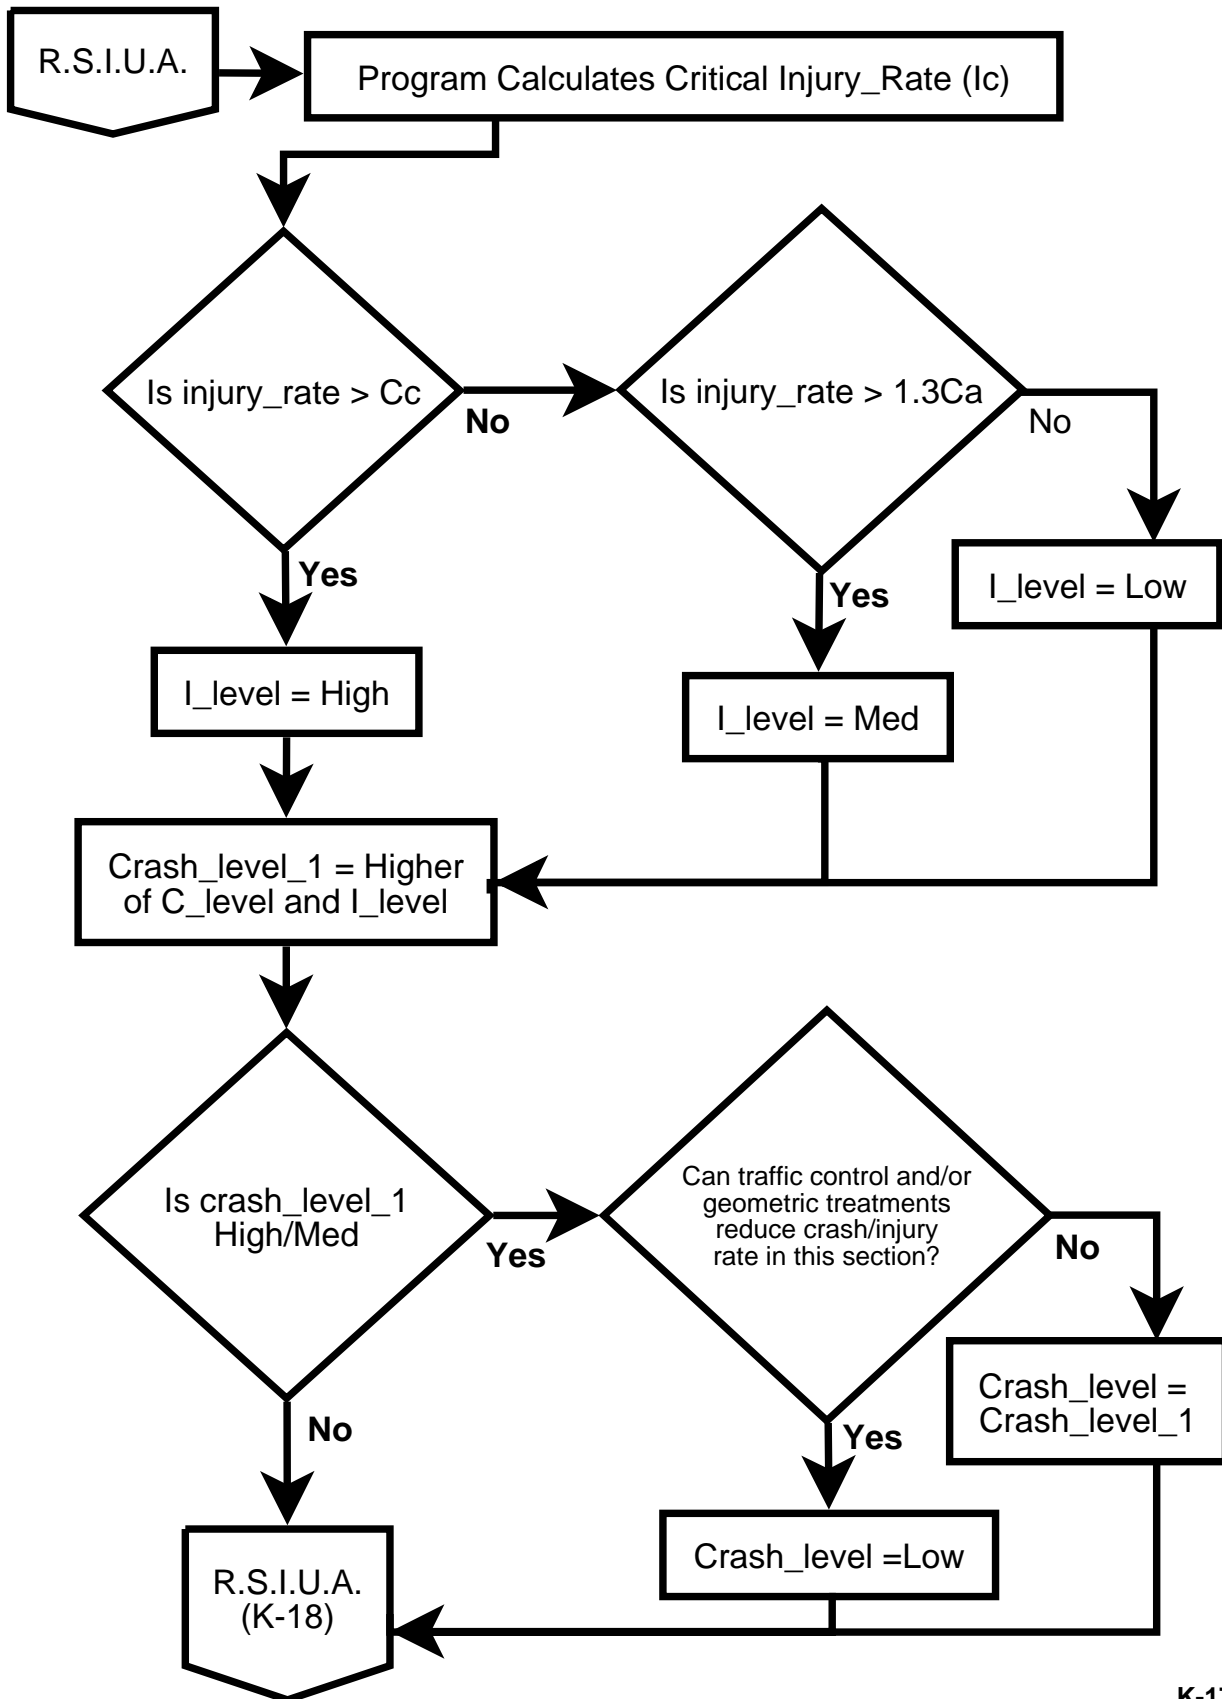 R.S.I.U.A.
Program Calculates Critical Injury_Rate (Ic)
Is injury_rate > Cc
No
Is injury_rate > 1.3Ca
No
Yes
Yes
I_level = Low
I_level = High
I_level = Med
Crash_level_1 = Higher
of C_level and I_level
Is crash_level_1
High/Med
Yes
Can traffic control and/or
geometric treatments
reduce crash/injury
rate in this section?
No
Crash_level =
Crash_level_1
No
Yes
Crash_level =Low
R.S.I.U.A.
(K-18)
K-17